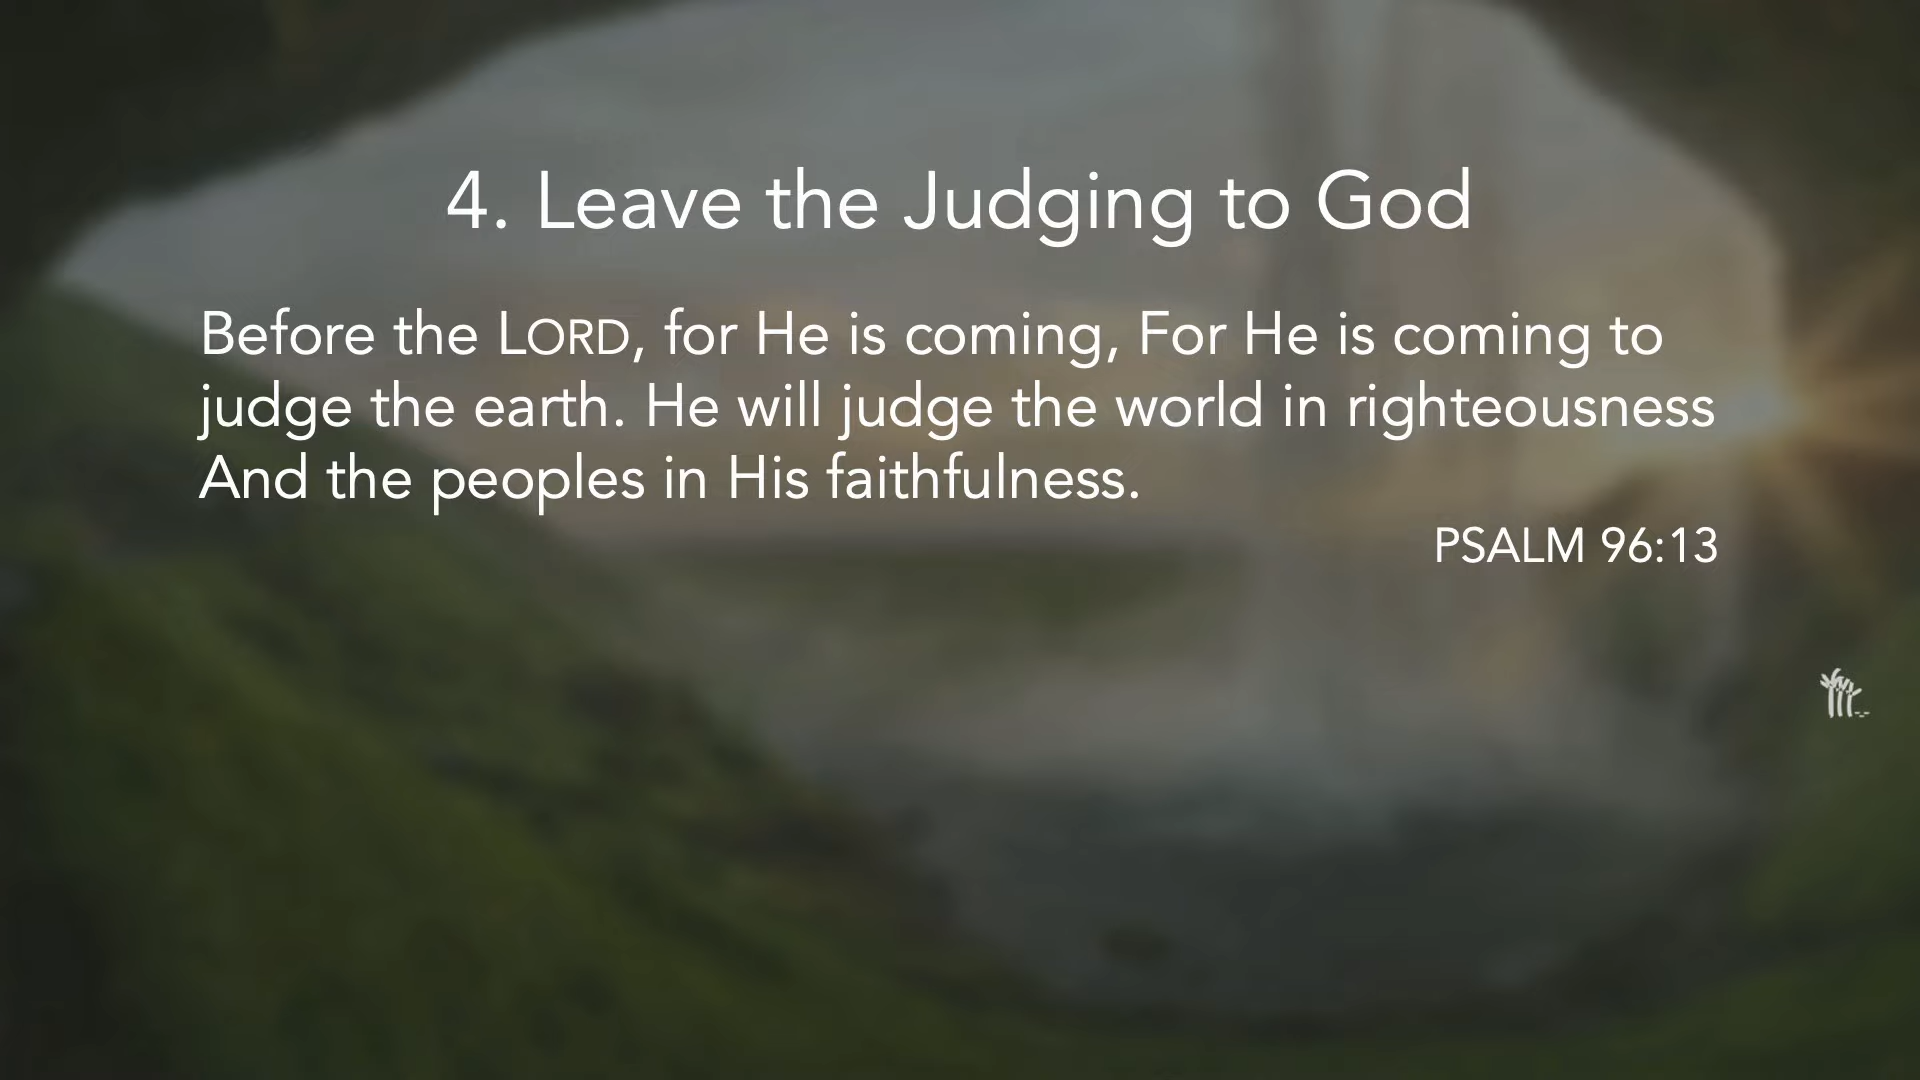 4. Leave the Judging to God
Before the LORD, for He is coming, For He is coming to
judge the earth. He will judge the world in righteousness
And the peoples in His faithfulness.
PSALM 96:13